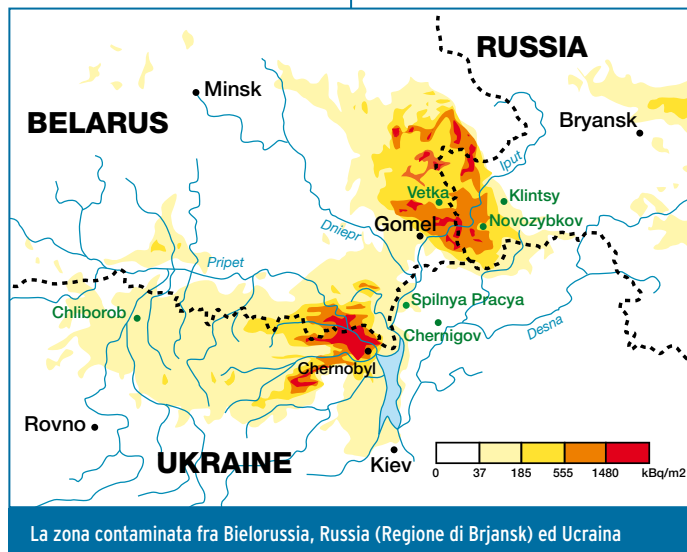 RUSSIA
Minsk
BELARUS
Bryansk
Iput
Vetka
Klintsy
Gomel
Novozybkov
Dniepr
Pripet
Spilnya Pracya
Chliborob
Chernigov
Desna
Chernobyl
Rovno
UKRAINE
Kiev
0 37 185 555 1480 kBq/m2
La zona contaminata fra Bielorussia, Russia (Regione di Brjansk) ed Ucraina